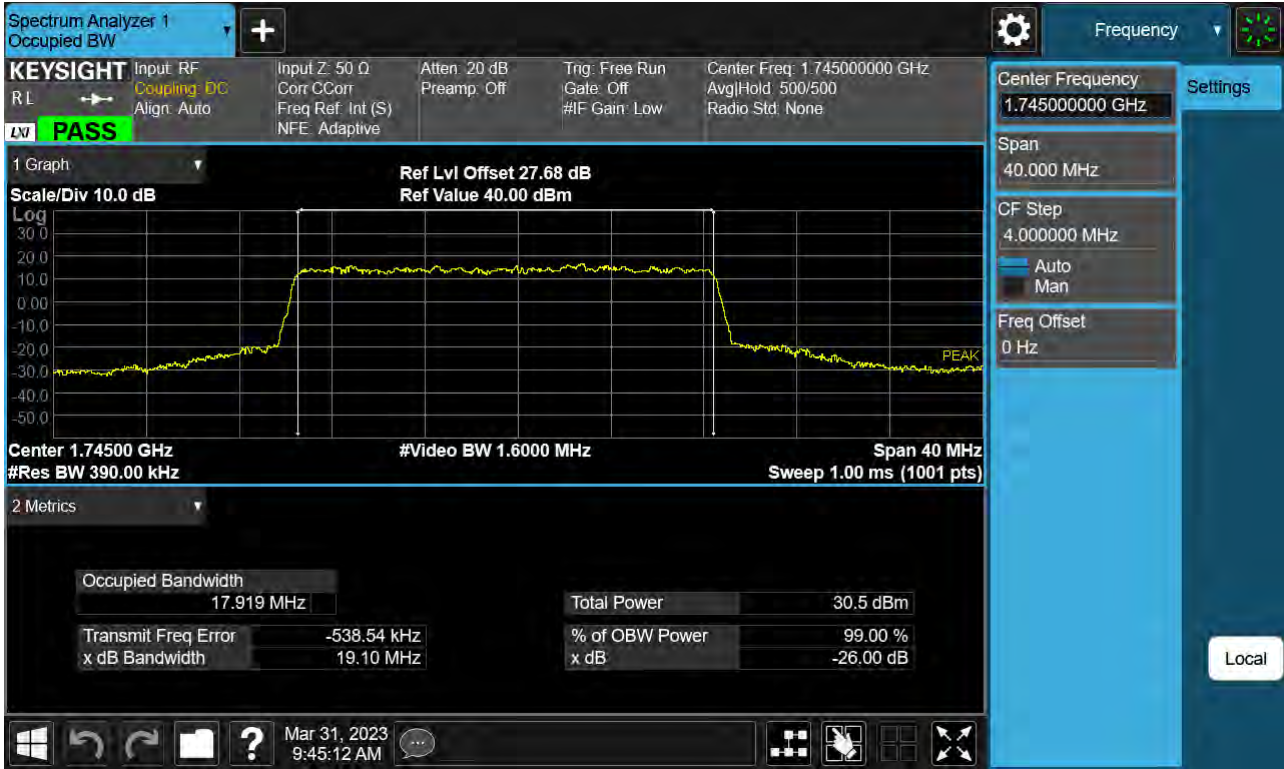 Spectrum Analyzer 1
Occupied BW
+
Frequency
KEYSIGHT
R L
LXI PASS
Input: RF
Coupling: DC
Align: Auto
Input Z: 50 Ω
Corr CCorr
Freq Ref: Int (S)
NFE: Adaptive
Atten: 20 dB
Preamp: Off
Trig: Free Run
Gate: Off
#IF Gain: Low
Center Freq: 1.745000000 GHz
Avg|Hold: 500/500
Radio Std: None
Center Frequency
1.745000000 GHz
Settings
Span
40.000 MHz
CF Step
4.000000 MHz
Auto
Man
Freq Offset
0 Hz
Local
1 Graph
Scale/Div 10.0 dB
Ref Lvl Offset 27.68 dB
Ref Value 40.00 dBm
Log
30.0
20.0
10.0
0.00
-10.0
-20.0
-30.0
-40.0
-50.0
PEAK
Center 1.74500 GHz
#Video BW 1.6000 MHz
Span 40 MHz
#Res BW 390.00 kHz
Sweep 1.00 ms (1001 pts)
2 Metrics
Occupied Bandwidth
17.919 MHz
Total Power 30.5 dBm
Transmit Freq Error -538.54 kHz
% of OBW Power 99.00 %
x dB Bandwidth 19.10 MHz
x dB -26.00 dB
?
Mar 31, 2023
9:45:12 AM